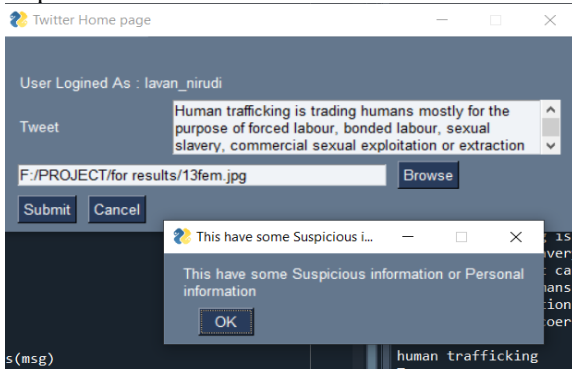 Twitter Home page
User Logined As : lavan_nirudi
Tweet
Human trafficking is trading humans mostly for the
purpose of forced labour, bonded labour, sexual
slavery, commercial sexual exploitation or extraction
F:/PROJECT/for results/13fem.jpg
Browse
Submit Cancel
This have some Suspicious i...
This have some Suspicious information or Personal
information
OK
s(msg)
human trafficking